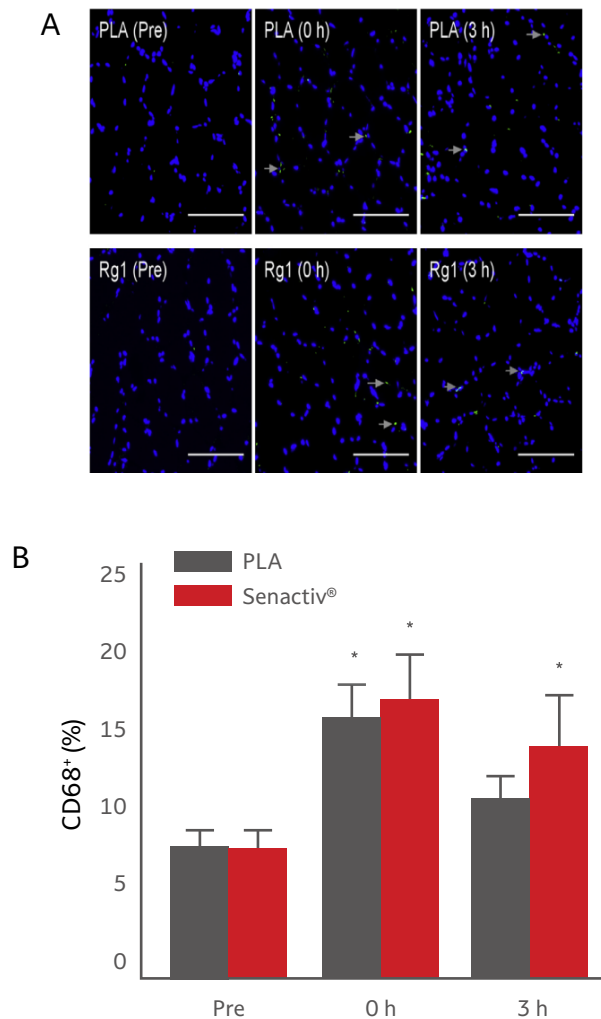 A
PLA (Pre)
PLA (0 h)
PLA (3 h)
Rg1 (Pre)
Rg1 (0 h)
Rg1 (3 h)
B
PLA
Senactiv®
CD68⁺ (%)
25
20
15
10
5
0
*
*
*
Pre
0 h
3 h